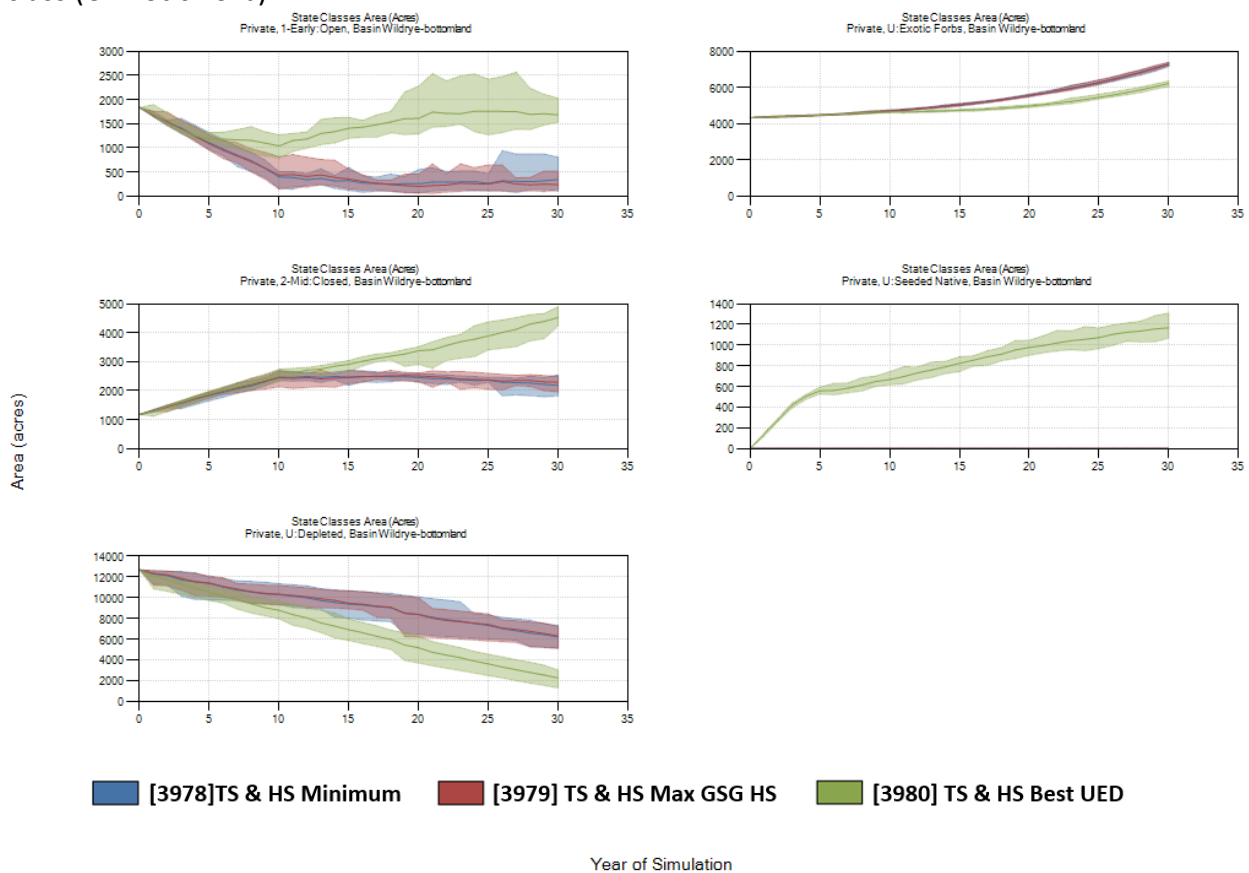 State Classes Area (Acres)
Private, 1-Early:Open, Basin Wildrye-bottomland
3000
2500
2000
1500
1000
500
0
0 5 10 15 20 25 30 35
State Classes Area (Acres)
Private, U:Exotic Forbs, Basin Wildrye-bottomland
8000
6000
4000
2000
0
0 5 10 15 20 25 30 35
State Classes Area (Acres)
Private, 2-Mid:Closed, Basin Wildrye-bottomland
5000
4000
3000
2000
1000
0
0 5 10 15 20 25 30 35
State Classes Area (Acres)
Private, U:Seeded Native, Basin Wildrye-bottomland
1400
1200
1000
800
600
400
200
0
0 5 10 15 20 25 30 35
Area (acres)
State Classes Area (Acres)
Private, U:Depleted, Basin Wildrye-bottomland
14000
12000
10000
8000
6000
4000
2000
0
0 5 10 15 20 25 30 35
[3978]TS & HS Minimum [3979] TS & HS Max GSG HS [3980] TS & HS Best UED
Year of Simulation